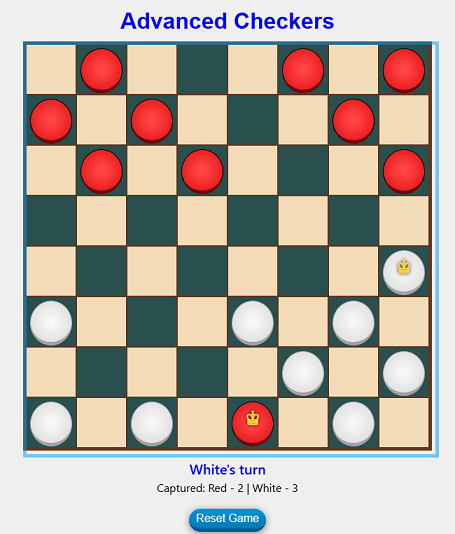 Advanced Checkers
White's turn
Captured: Red - 2 | White - 3
Reset Game